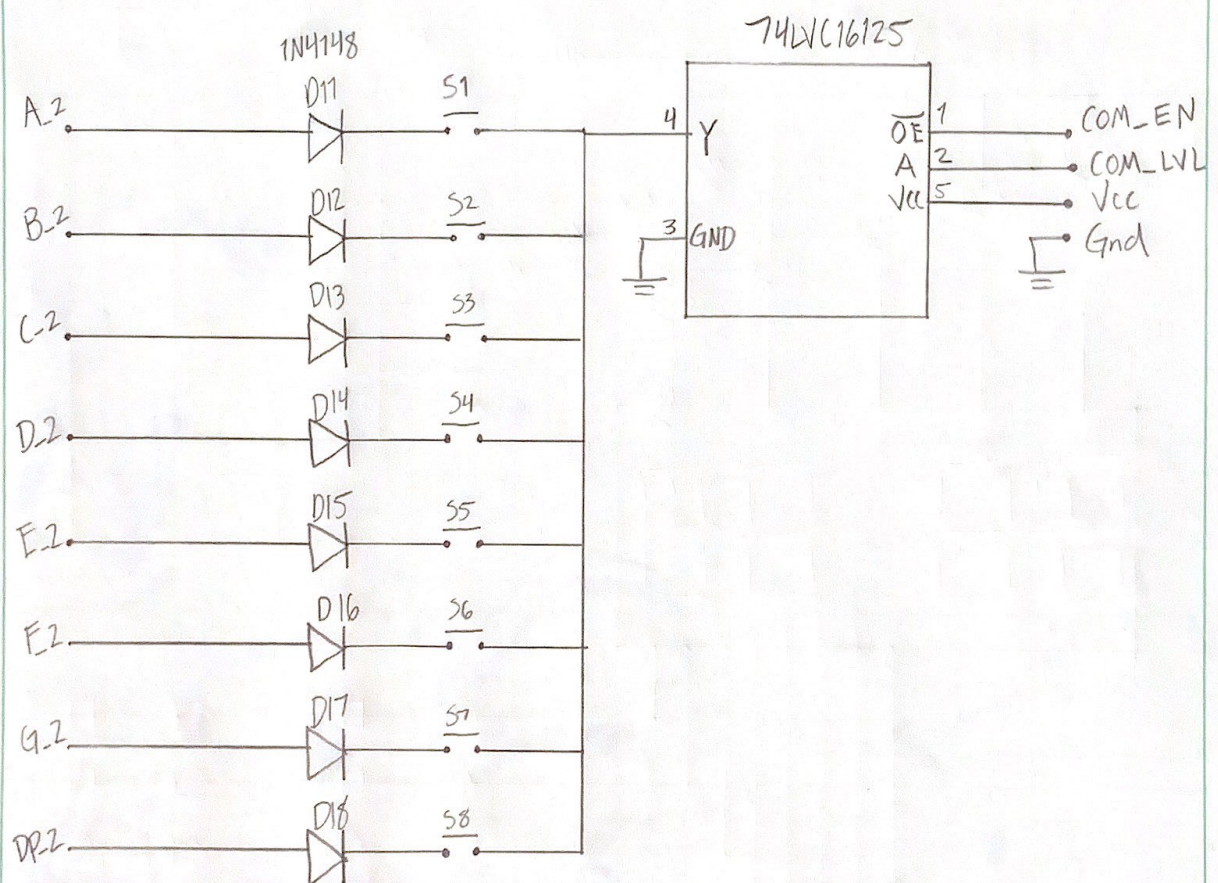 1N4148
74LVC16125
A_2
D11
S1
4
Y
OE
1
COM_EN
A
2
COM_LVL
Vcc
5
Vcc
3
GND
Gnd
B_2
D12
S2
C_2
D13
S3
D_2
D14
S4
E_2
D15
S5
E2
D16
S6
G_2
D17
S7
DP_2
D18
S8